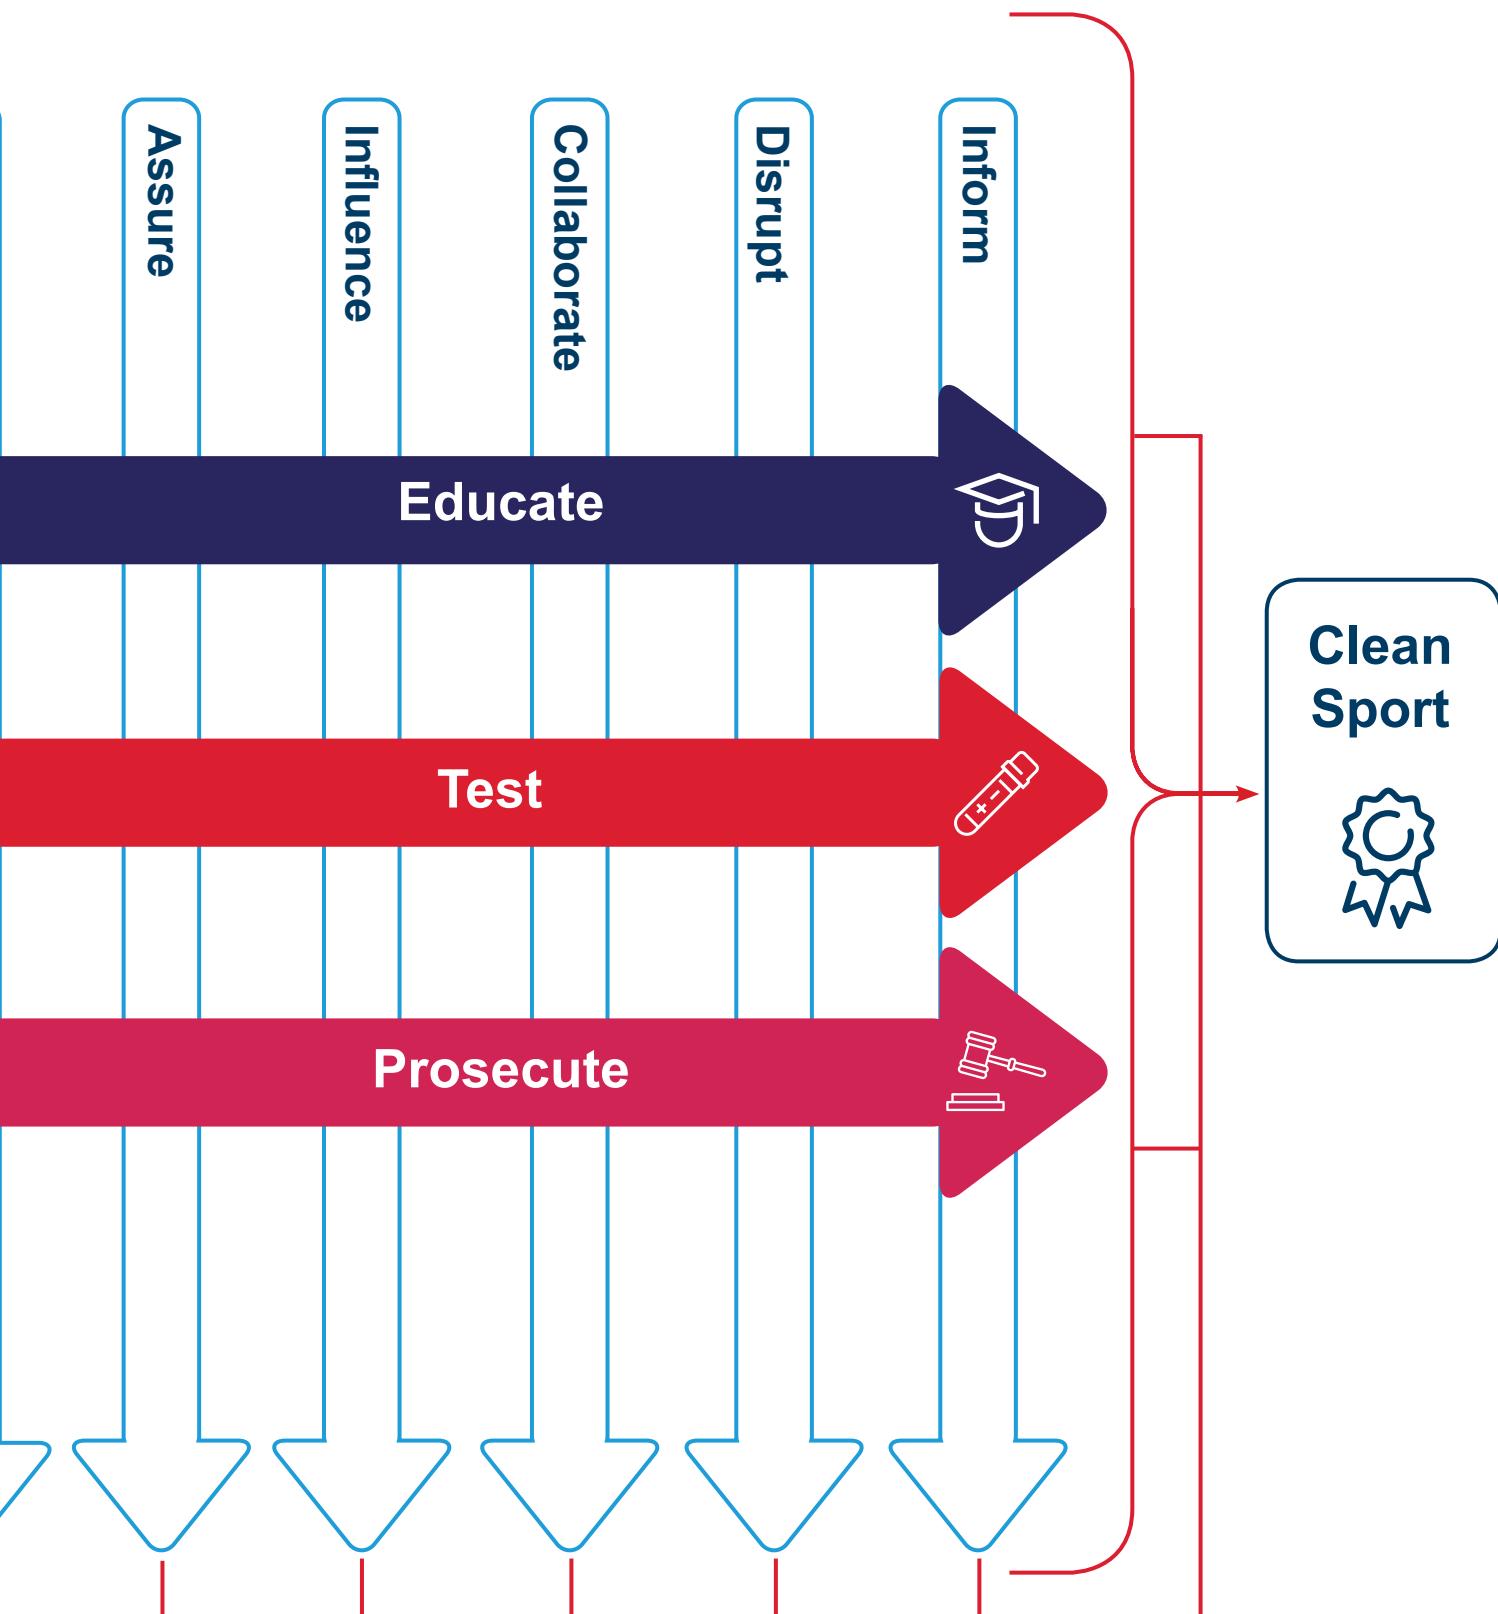 Assure
Influence
Collaborate
Disrupt
Inform
Educate
Test
Prosecute
Clean
Sport